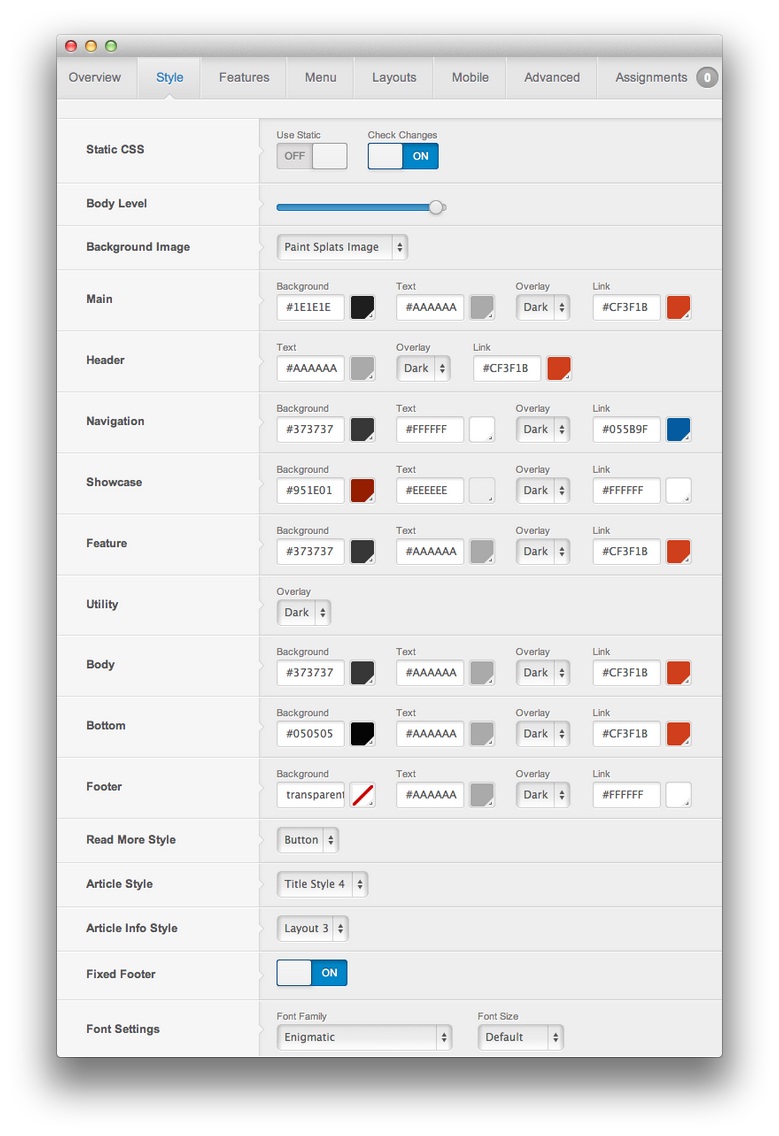 Overview Style Features Menu Layouts Mobile Advanced Assignments 0
Use Static Check Changes
Static CSS OFF ON
Body Level
Background Image Paint Splats Image
Background Text Overlay Link
Main #1E1E1E #AAAAAA Dark #CF3F1B
Text Overlay Link
Header #AAAAAA Dark #CF3F1B
Background Text Overlay Link
Navigation #373737 #FFFFFF Dark #055B9F
Background Text Overlay Link
Showcase #951E01 #EEEEEE Dark #FFFFFF
Background Text Overlay Link
Feature #373737 #AAAAAA Dark #CF3F1B
Overlay
Utility Dark
Background Text Overlay Link
Body #373737 #AAAAAA Dark #CF3F1B
Background Text Overlay Link
Bottom #050505 #AAAAAA Dark #CF3F1B
Background Text Overlay Link
Footer transparent #AAAAAA Dark #FFFFFF
Read More Style Button
Article Style Title Style 4
Article Info Style Layout 3
Fixed Footer ON
Font Family Font Size
Font Settings Enigmatic Default